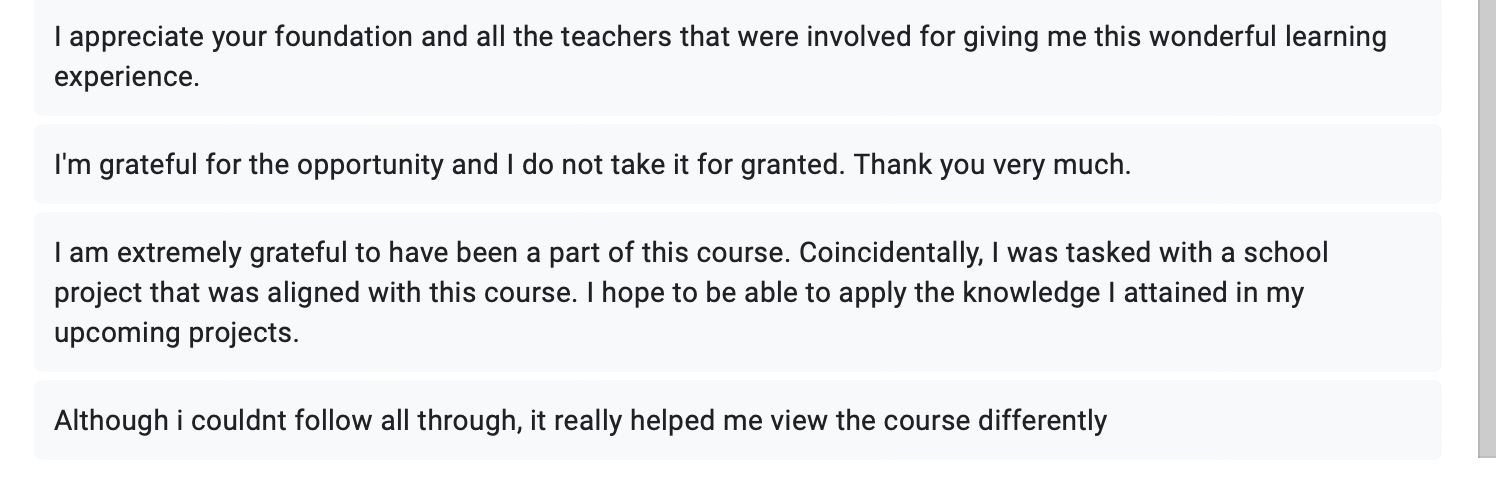 I appreciate your foundation and all the teachers that were involved for giving me this wonderful learning
experience.
I'm grateful for the opportunity and I do not take it for granted. Thank you very much.
I am extremely grateful to have been a part of this course. Coincidentally, I was tasked with a school
project that was aligned with this course. I hope to be able to apply the knowledge I attained in my
upcoming projects.
Although i couldnt follow all through, it really helped me view the course differently